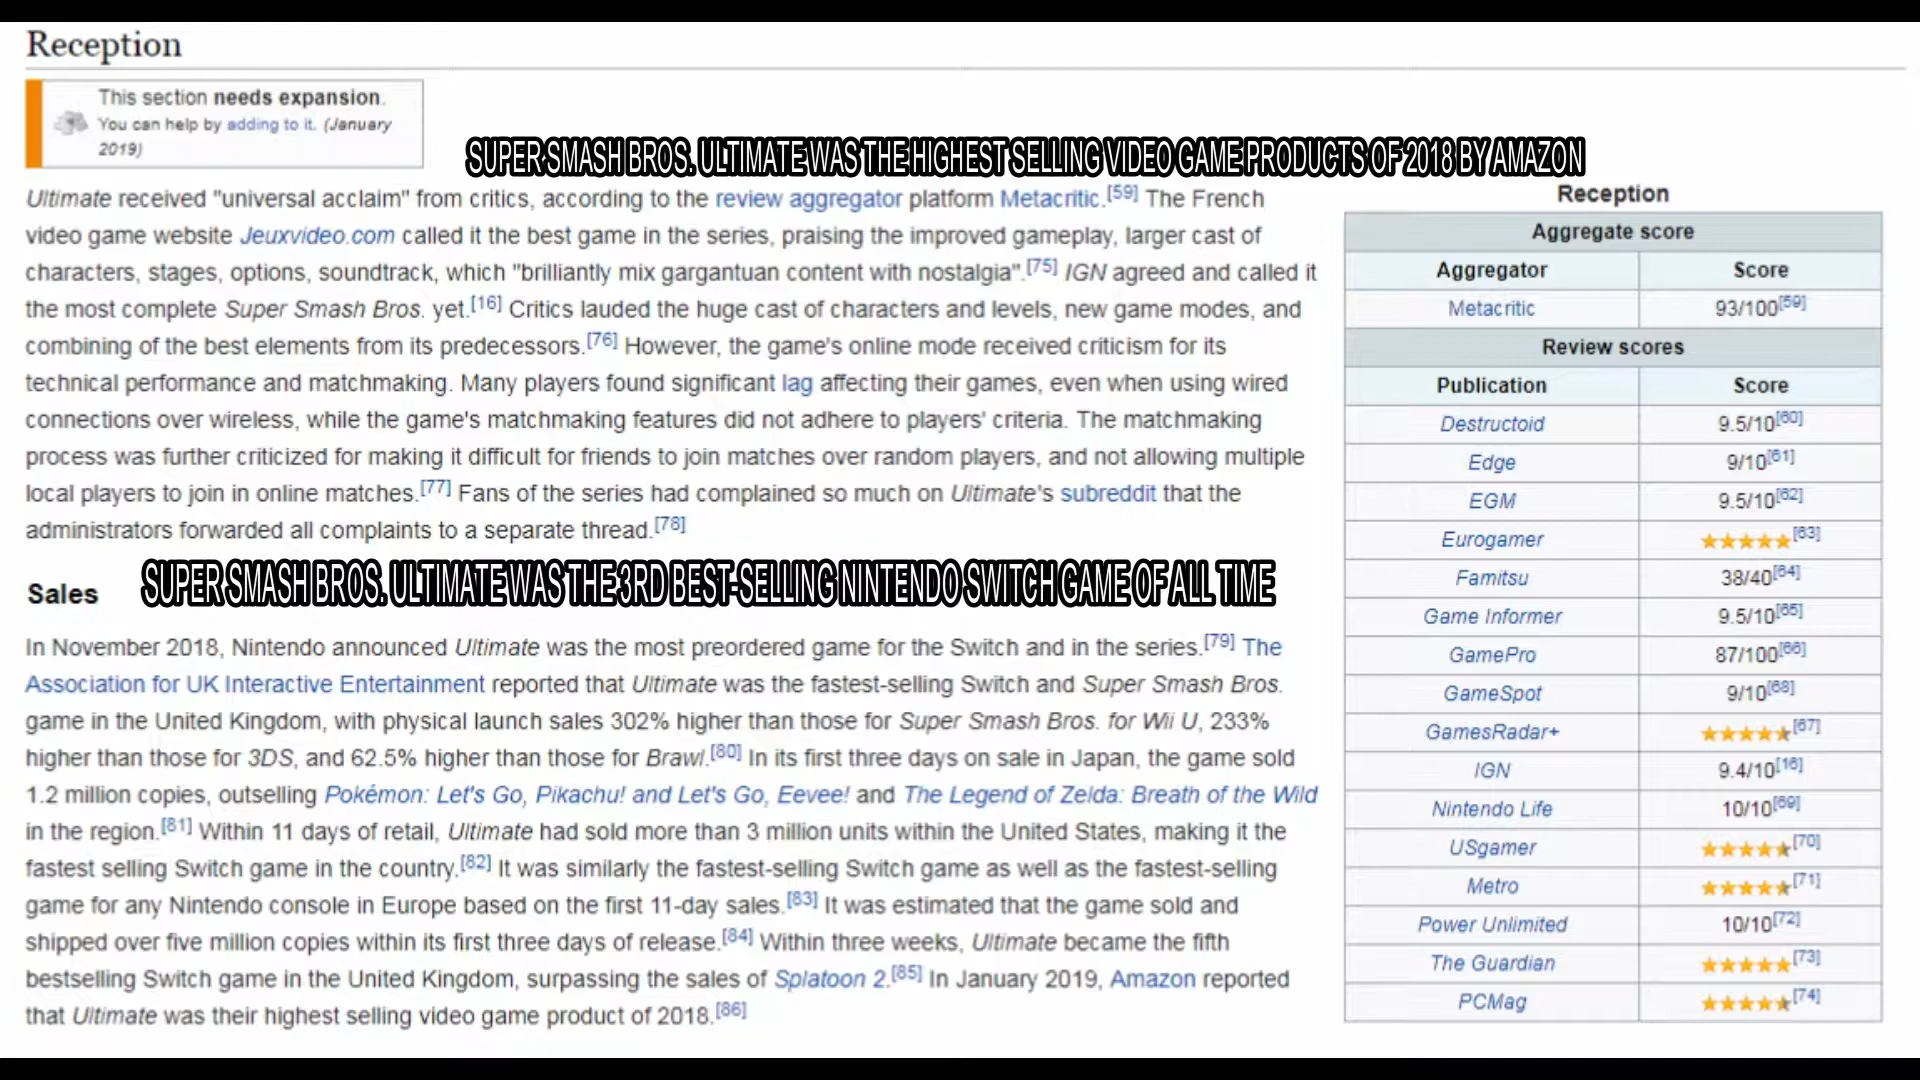 Reception
This section needs expansion.
You can help by adding to it. (January
2019)
SUPER SMASH BROS. ULTIMATE WAS THE HIGHEST SELLING VIDEO GAME PRODUCTS OF 2018 BY AMAZON
Ultimate received "universal acclaim" from critics, according to the review aggregator platform Metacritic.[59] The French
video game website Jeuxvideo.com called it the best game in the series, praising the improved gameplay, larger cast of
characters, stages, options, soundtrack, which "brilliantly mix gargantuan content with nostalgia".[75] IGN agreed and called it
the most complete Super Smash Bros. yet.[16] Critics lauded the huge cast of characters and levels, new game modes, and
combining of the best elements from its predecessors.[76] However, the game's online mode received criticism for its
technical performance and matchmaking. Many players found significant lag affecting their games, even when using wired
connections over wireless, while the game's matchmaking features did not adhere to players' criteria. The matchmaking
process was further criticized for making it difficult for friends to join matches over random players, and not allowing multiple
local players to join in online matches.[77] Fans of the series had complained so much on Ultimate's subreddit that the
administrators forwarded all complaints to a separate thread.[78]
Sales
SUPER SMASH BROS. ULTIMATE WAS THE 3RD BEST-SELLING NINTENDO SWITCH GAME OF ALL TIME
In November 2018, Nintendo announced Ultimate was the most preordered game for the Switch and in the series.[79] The
Association for UK Interactive Entertainment reported that Ultimate was the fastest-selling Switch and Super Smash Bros.
game in the United Kingdom, with physical launch sales 302% higher than those for Super Smash Bros. for Wii U, 233%
higher than those for 3DS, and 62.5% higher than those for Brawl.[80] In its first three days on sale in Japan, the game sold
1.2 million copies, outselling Pokémon: Let's Go, Pikachu! and Let's Go, Eevee! and The Legend of Zelda: Breath of the Wild
in the region.[81] Within 11 days of retail, Ultimate had sold more than 3 million units within the United States, making it the
fastest selling Switch game in the country.[82] It was similarly the fastest-selling Switch game as well as the fastest-selling
game for any Nintendo console in Europe based on the first 11-day sales.[83] It was estimated that the game sold and
shipped over five million copies within its first three days of release.[84] Within three weeks, Ultimate became the fifth
bestselling Switch game in the United Kingdom, surpassing the sales of Splatoon 2.[85] In January 2019, Amazon reported
that Ultimate was their highest selling video game product of 2018.[86]
Reception
Aggregate score
Aggregator Score
Metacritic 93/100[59]
Review scores
Publication Score
Destructoid 9.5/10[60]
Edge 9/10[61]
EGM 9.5/10[62]
Eurogamer ★★★★★[63]
Famitsu 38/40[64]
Game Informer 9.5/10[65]
GamePro 87/100[66]
GameSpot 9/10[68]
GamesRadar+ [67]
IGN 9.4/10[16]
Nintendo Life 10/10[69]
USgamer [70]
Metro [71]
Power Unlimited 10/10[72]
The Guardian ★★★★★[73]
PCMag [74]